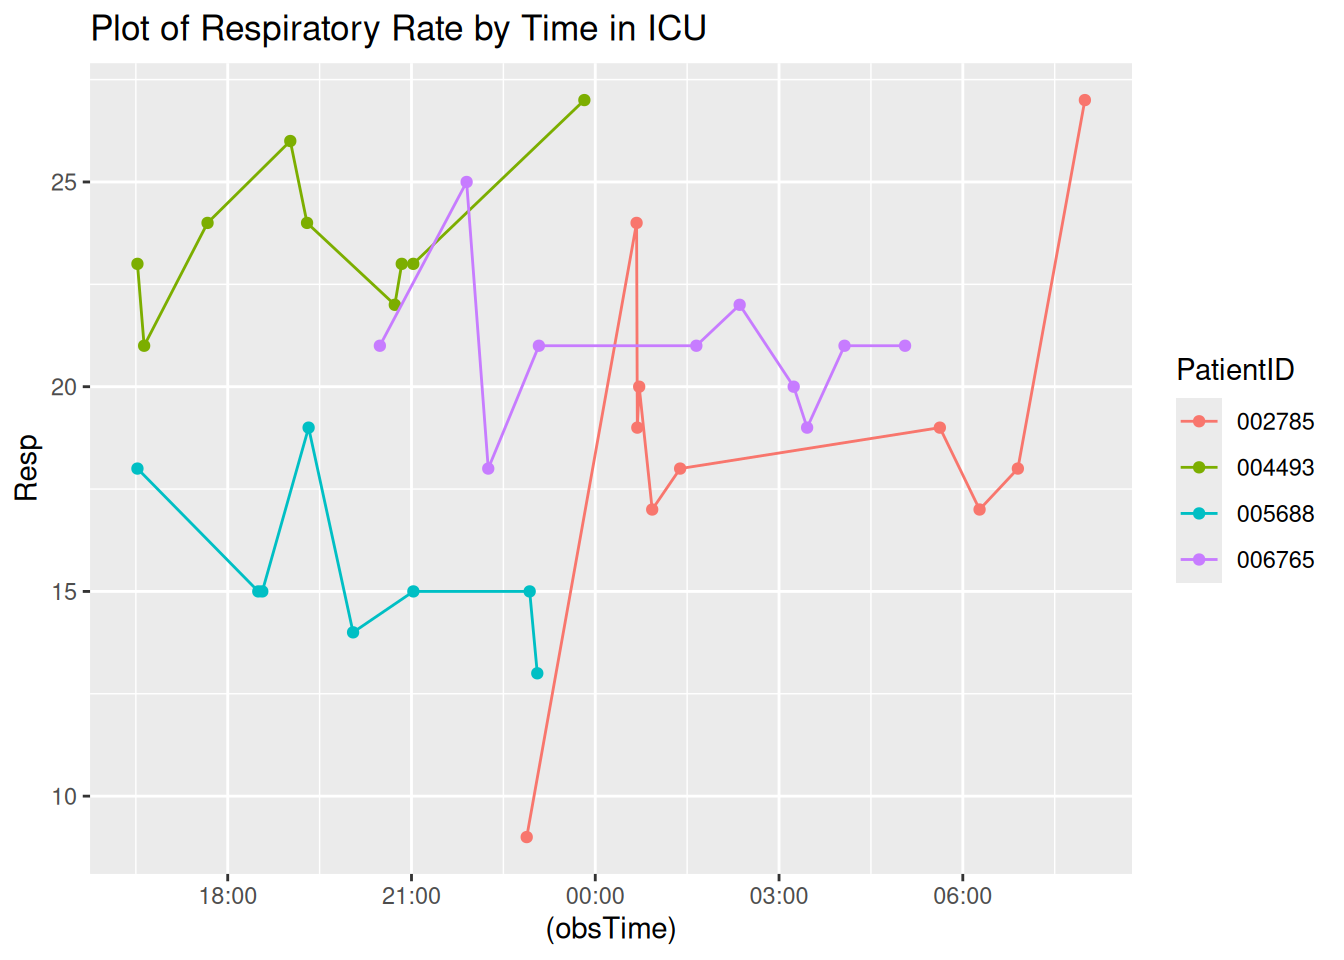 Plot of Respiratory Rate by Time in ICU
Resp
25
20
15
10
18:00 21:00 00:00 03:00 06:00
(obsTime)
PatientID
002785
004493
005688
006765